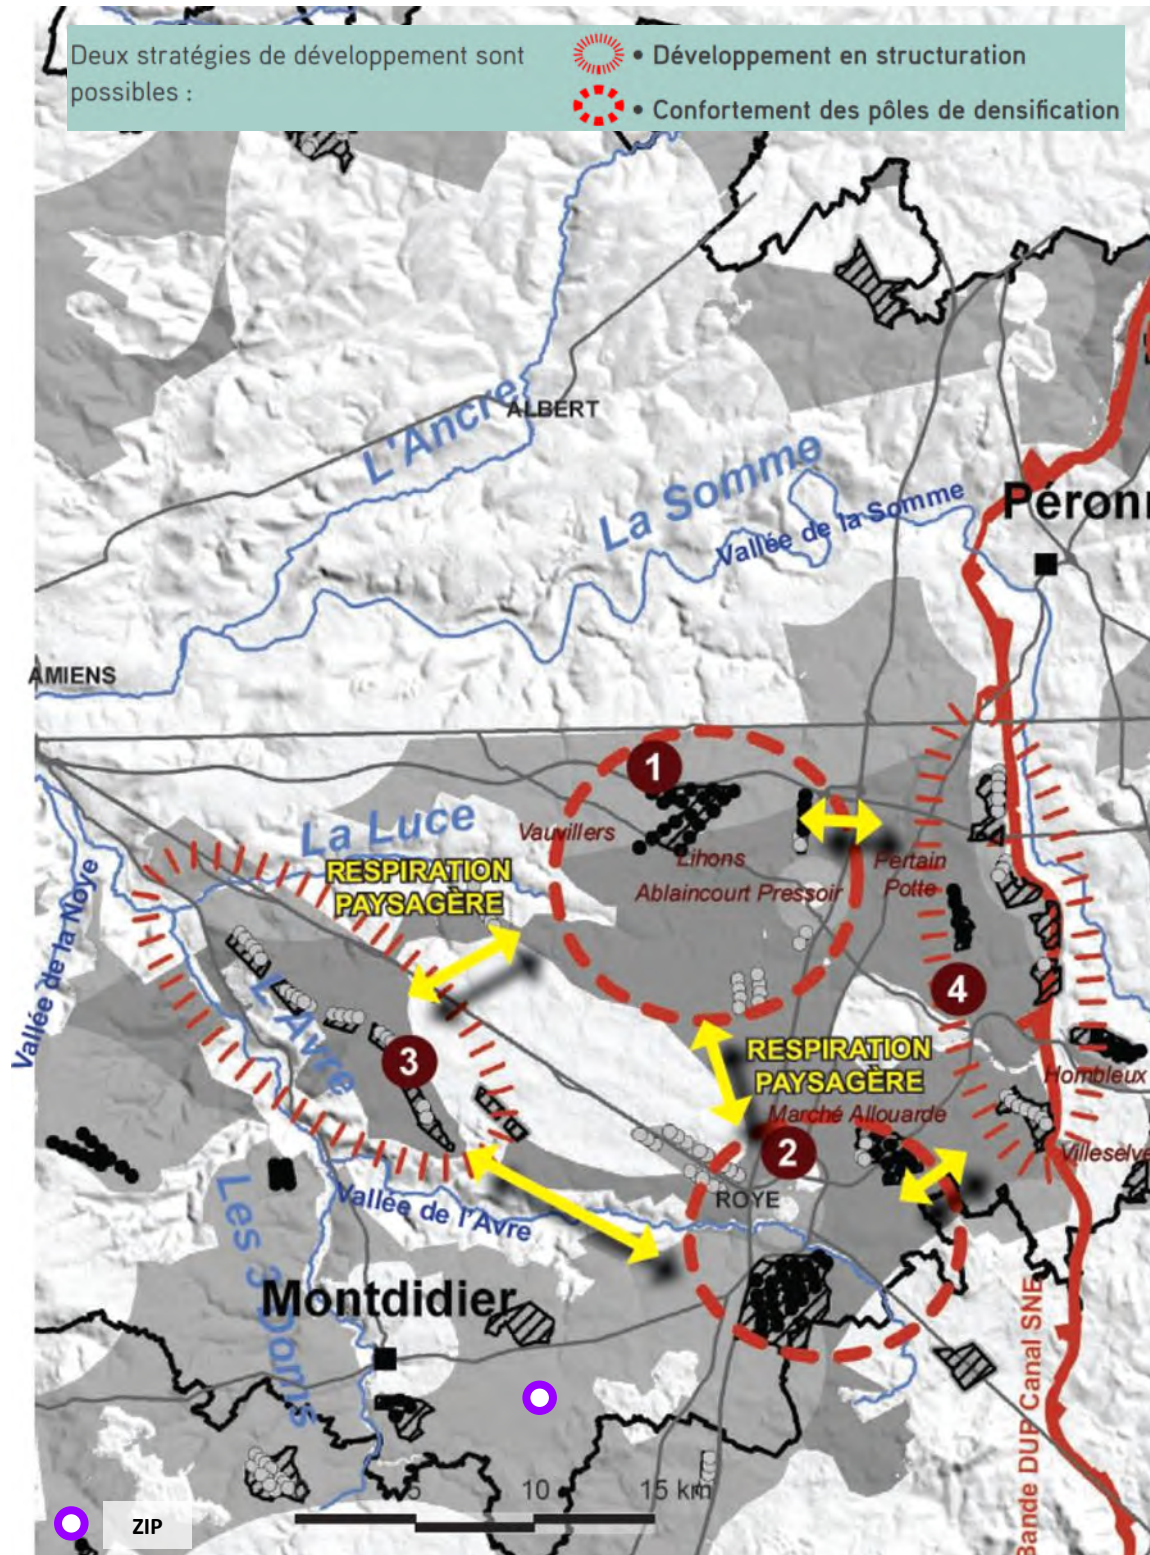 Deux stratégies de développement sont
possibles :
• Développement en structuration
• Confortement des pôles de densification
L'Ancre
ALBERT
La Somme
Vallée de la Somme
Péronn
AMIENS
1
La Luce
Vauvillers
Lihons
Pertain
Potte
Ablaincourt Pressoir
RESPIRATION
PAYSAGÈRE
Vallée de la Noye
L'Avre
4
3
RESPIRATION
PAYSAGÈRE
Hombleux
Marché Allouarde
2
Villeselve
ROYE
Vallée de l'Avre
Les 3 Doms
Montdidier
Bande DUP Canal SNE
5
10
15 km
ZIP